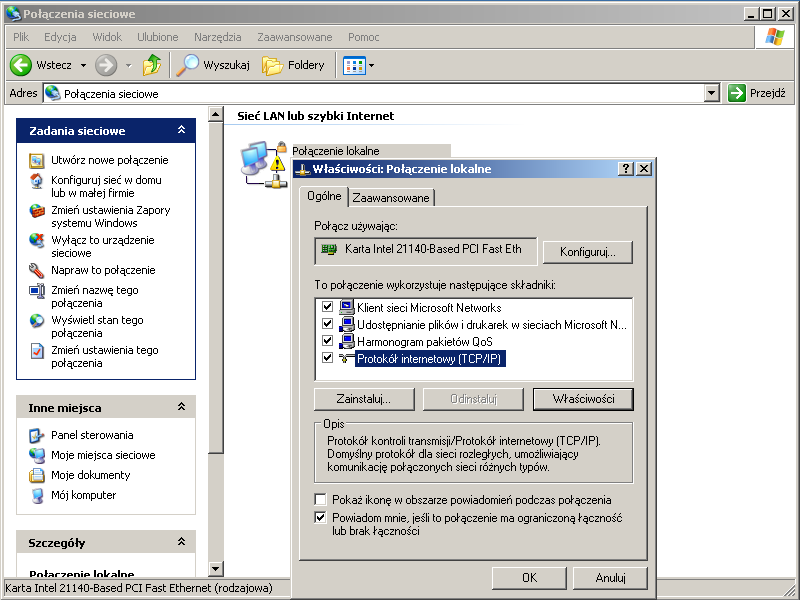 Połączenia sieciowe
Plik Edycja Widok Ulubione Narzędzia Zaawansowane Pomoc
Wstecz Wyszukaj Foldery
Adres Połączenia sieciowe Przejdź
Zadania sieciowe
Utwórz nowe połączenie
Konfiguruj sieć w domu
lub w małej firmie
Zmień ustawienia Zapory
systemu Windows
Wyłącz to urządzenie
sieciowe
Napraw to połączenie
Zmień nazwę tego
połączenia
Wyświetl stan tego
połączenia
Zmień ustawienia tego
połączenia
Inne miejsca
Panel sterowania
Moje miejsca sieciowe
Moje dokumenty
Mój komputer
Szczegóły
Połączenie lokalne
Sieć LAN lub szybki Internet
Połączenie lokalne
Właściwości: Połączenie lokalne
Ogólne Zaawansowane
Połącz używając:
Karta Intel 21140-Based PCI Fast Eth
Konfiguruj...
To połączenie wykorzystuje następujące składniki:
Klient sieci Microsoft Networks
Udostępnianie plików i drukarek w sieciach Microsoft N...
Harmonogram pakietów QoS
Protokół internetowy (TCP/IP)
Zainstaluj... Odinstaluj Właściwości
Opis
Protokół kontroli transmisji/Protokół internetowy (TCP/IP).
Domyślny protokół dla sieci rozległych, umożliwiający
komunikację połączonych sieci różnych typów.
Pokaż ikonę w obszarze powiadomień podczas połączenia
Powiadom mnie, jeśli to połączenie ma ograniczoną łączność
lub brak łączności
OK Anuluj
Karta Intel 21140-Based PCI Fast Ethernet (rodzajowa)